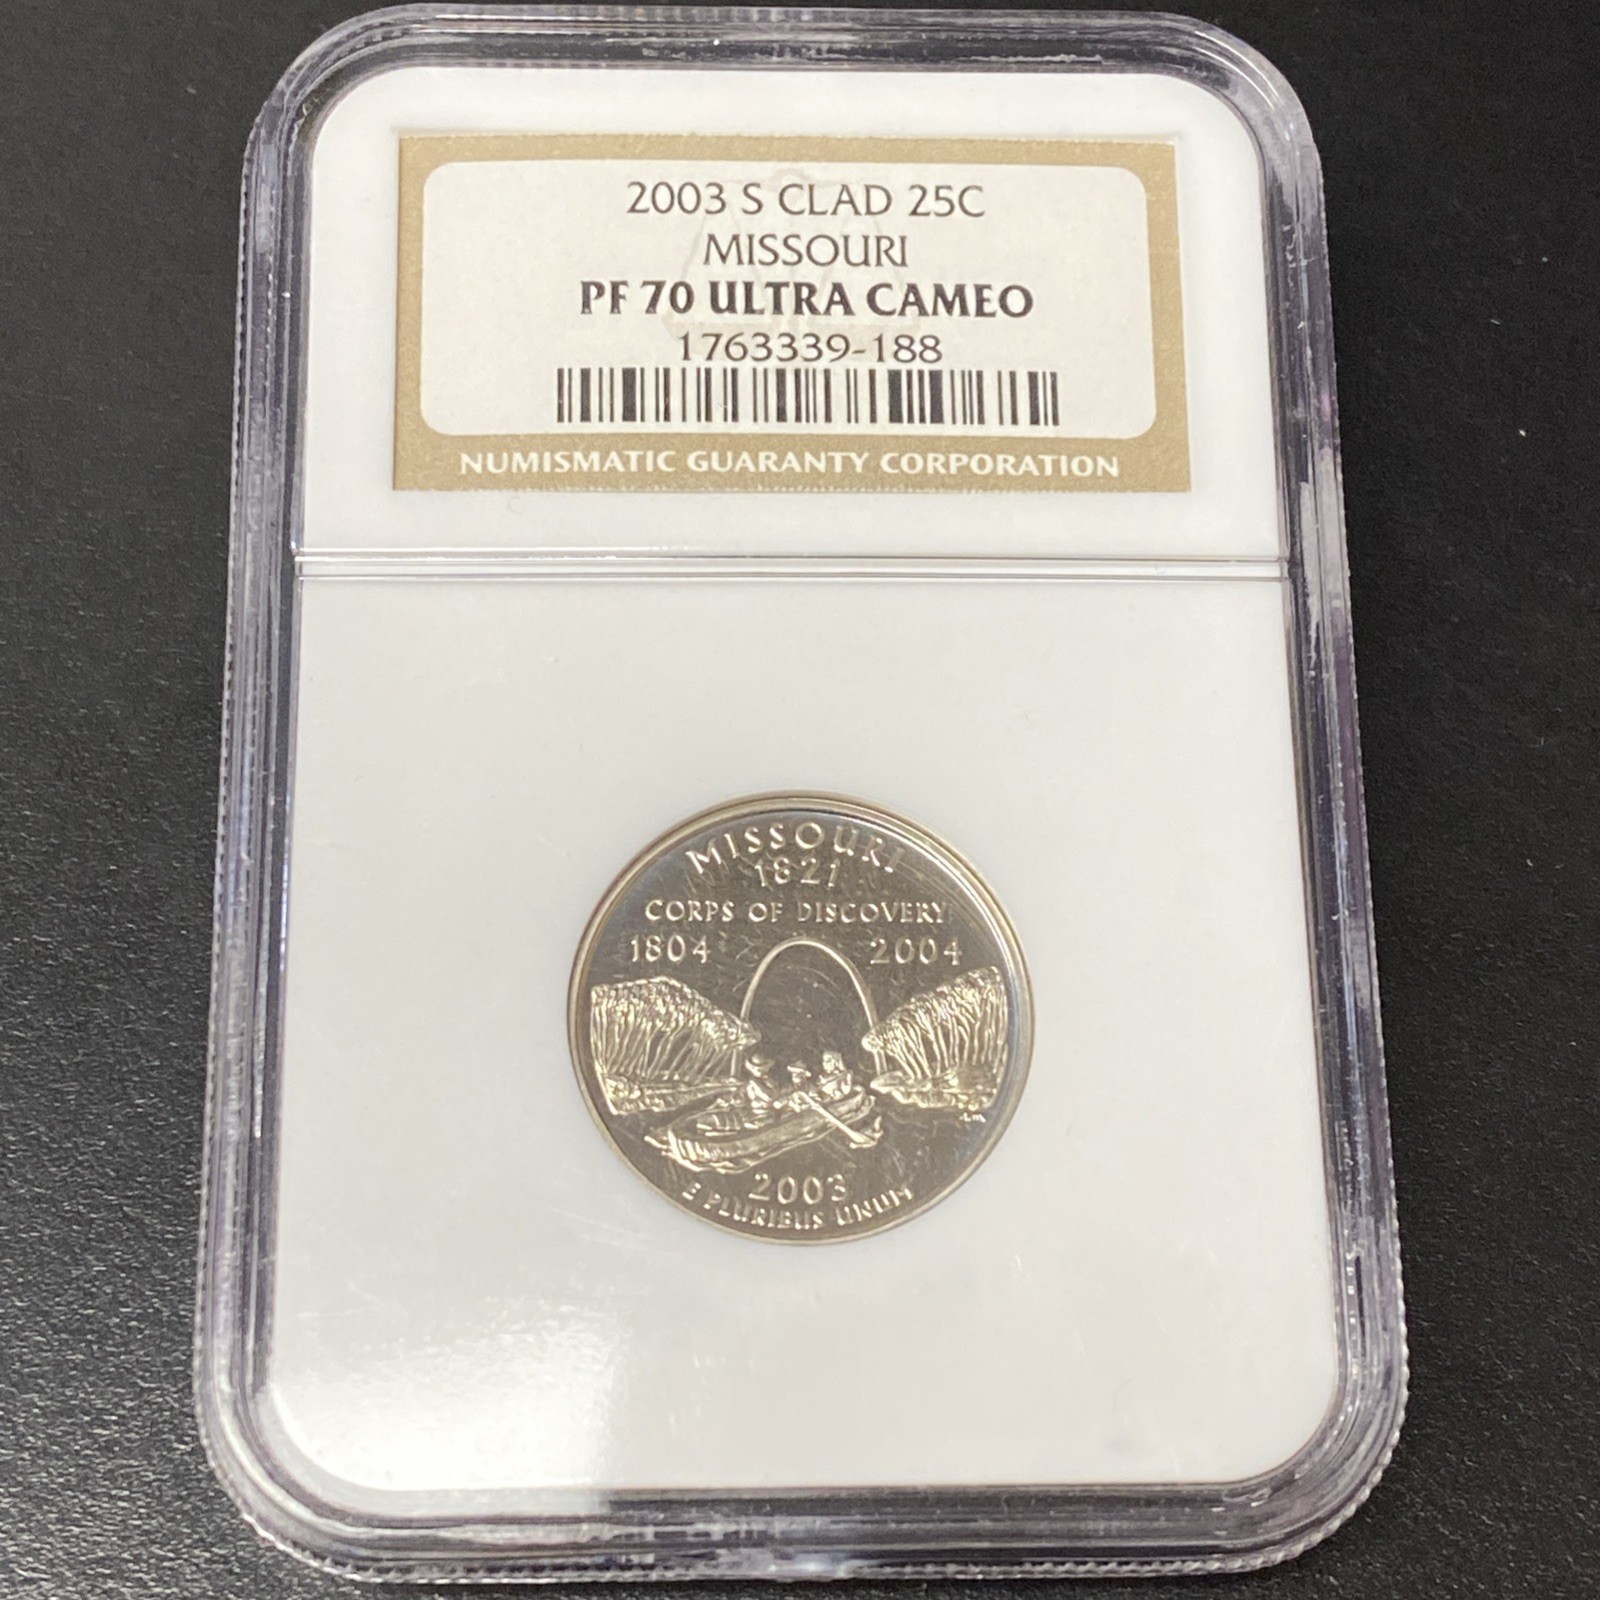 2003 S CLAD 25C
MISSOURI
PF 70 ULTRA CAMEO
1763339-188
NUMISMATIC GUARANTY CORPORATION
MISSOURI
1821
CORPS OF DISCOVERY
1804 2004
2003
E PLURIBUS UNUM